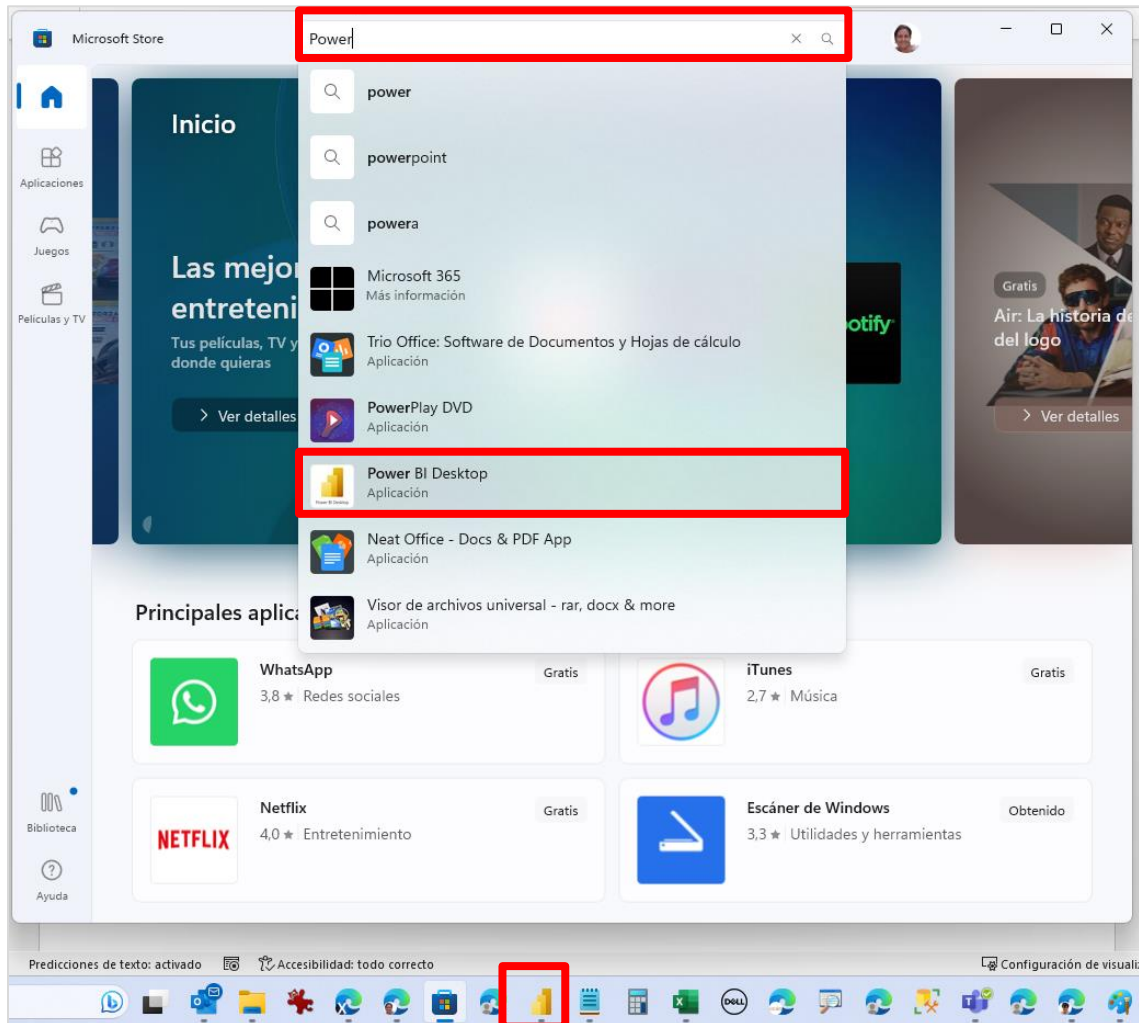 Microsoft Store
Power
power
powerpoint
powera
Microsoft 365
Más información
Trio Office: Software de Documentos y Hojas de cálculo
Aplicación
PowerPlay DVD
Aplicación
Power BI Desktop
Aplicación
Neat Office - Docs & PDF App
Aplicación
Visor de archivos universal - rar, docx & more
Aplicación
Aplicaciones
Juegos
Películas y TV
Biblioteca
Ayuda
Inicio
Las mejor
entreteni
Tus películas, TV y
donde quieras
Ver detalles
otify
Gratis
Air: La historia de
del logo
Ver detalles
Principales aplica
WhatsApp
Gratis
3,8 ★ Redes sociales
iTunes
Gratis
2,7 ★ Música
NETFLIX
Netflix
Gratis
4,0 ★ Entretenimiento
Escáner de Windows
Obtenido
3,3 ★ Utilidades y herramientas
Predicciones de texto: activado
Accesibilidad: todo correcto
Configuración de visuali
DELL